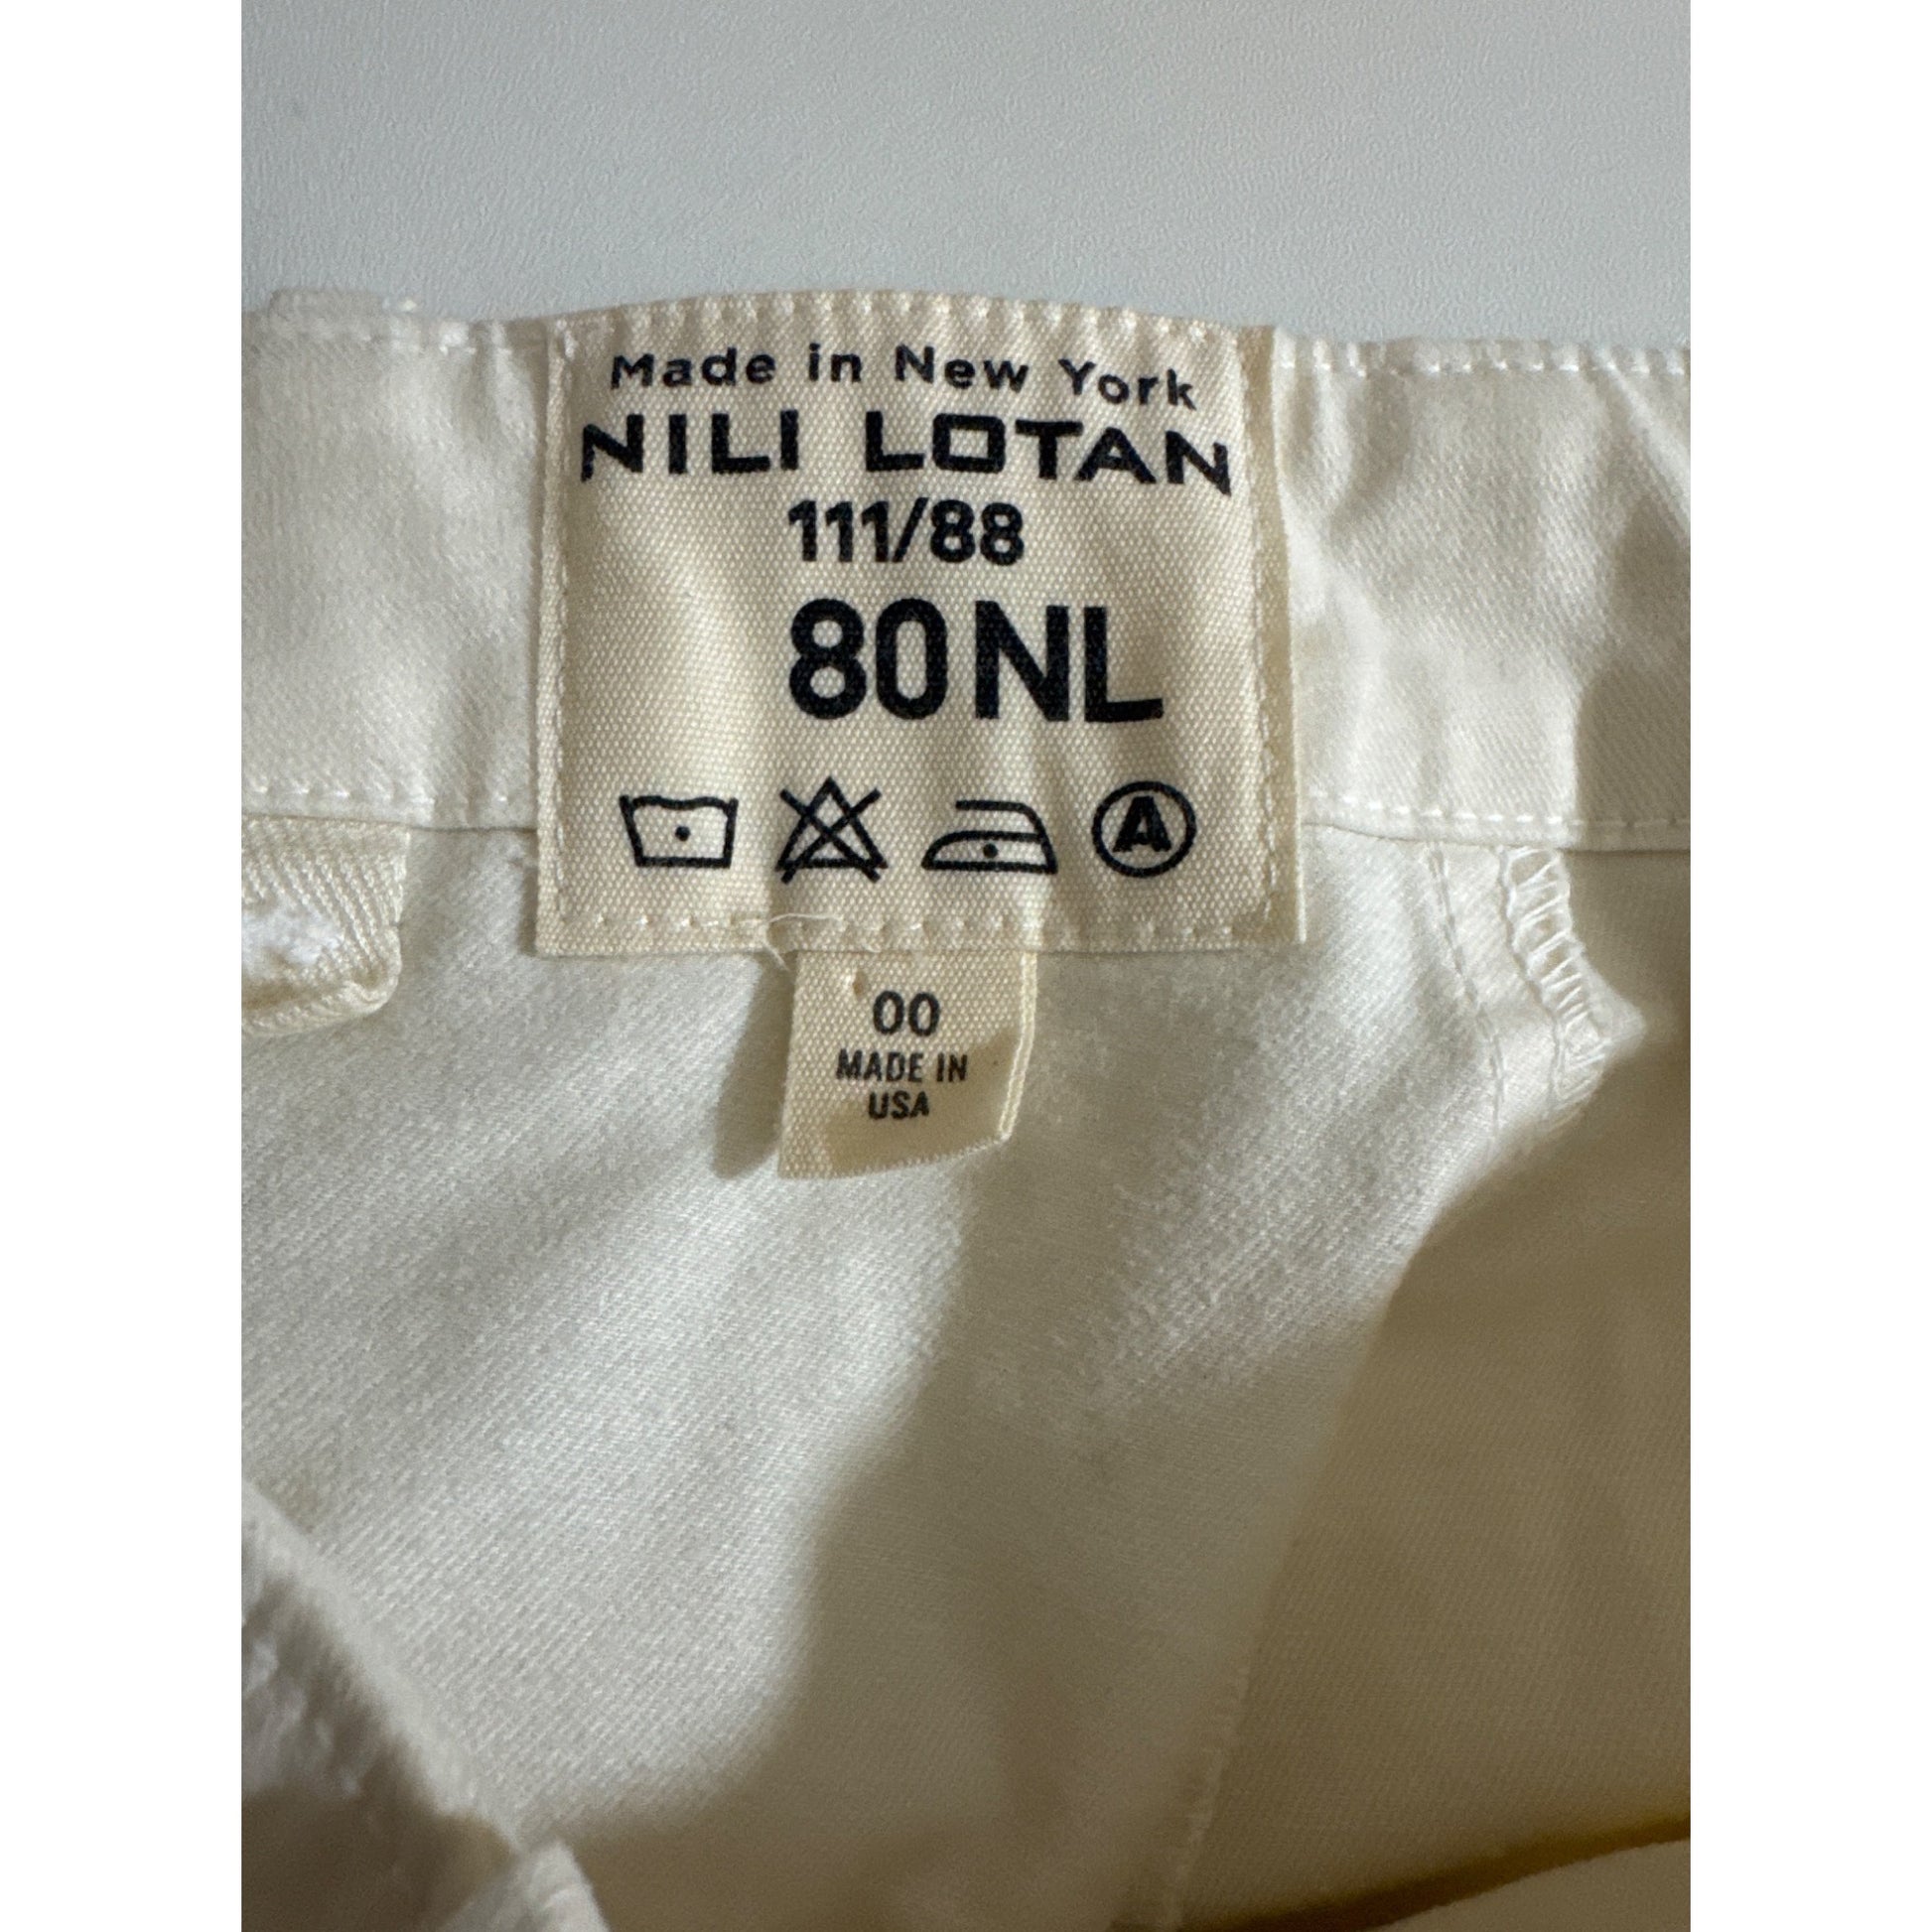 Made in New York
NILI LOTAN
111/88
80NL
A
00
MADE IN
USA